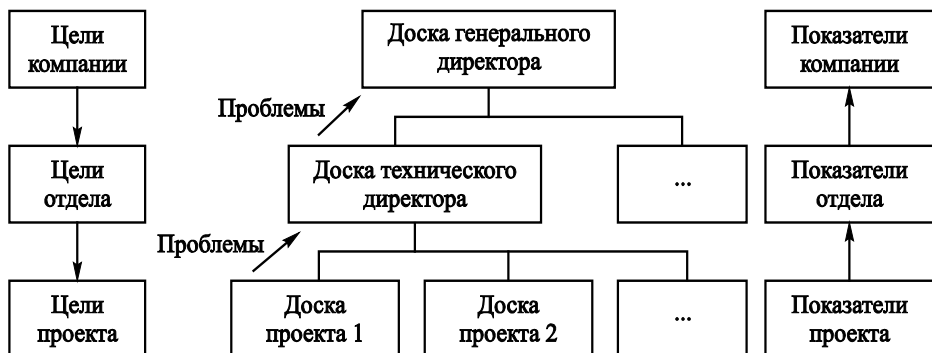 Цели
компании
Доска генерального
директора
Показатели
компании
Проблемы
Цели
отдела
Доска технического
директора
...
Показатели
отдела
Проблемы
Цели
проекта
Доска
проекта 1
Доска
проекта 2
...
Показатели
проекта